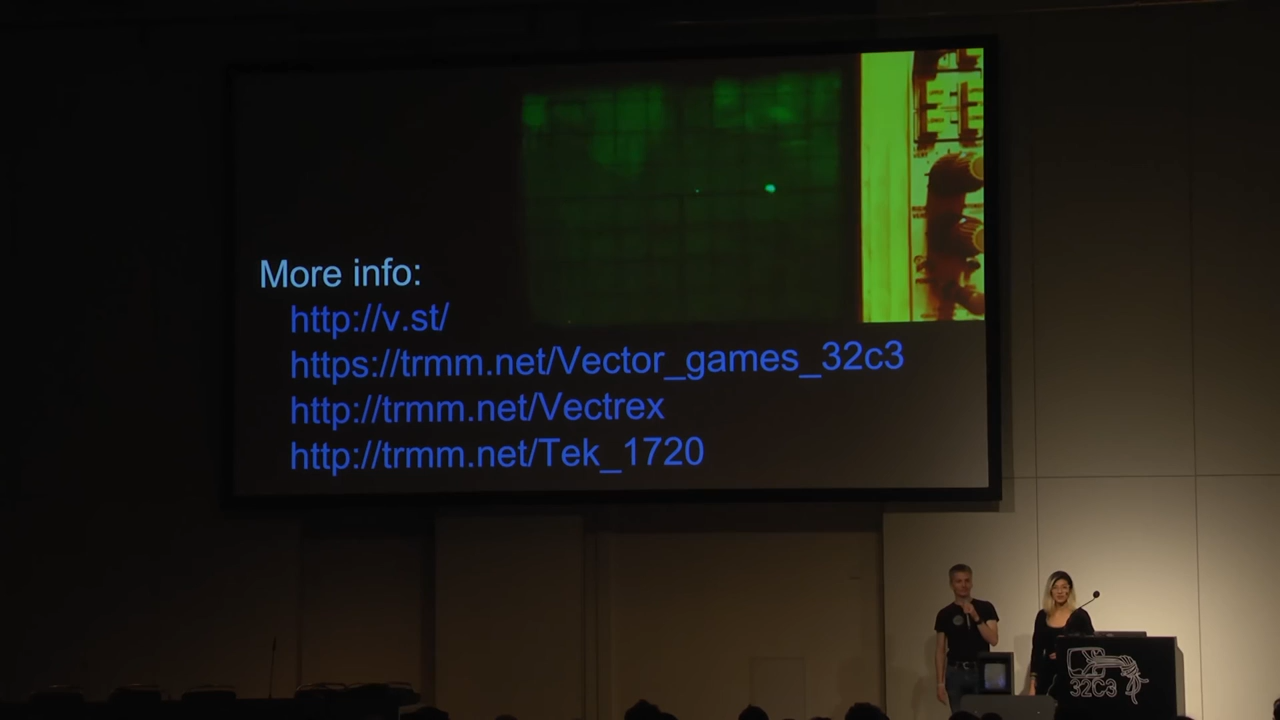 More info:
http://v.st/
https://trmm.net/Vector_games_32c3
http://trmm.net/Vectrex
http://trmm.net/Tek_1720
32C3